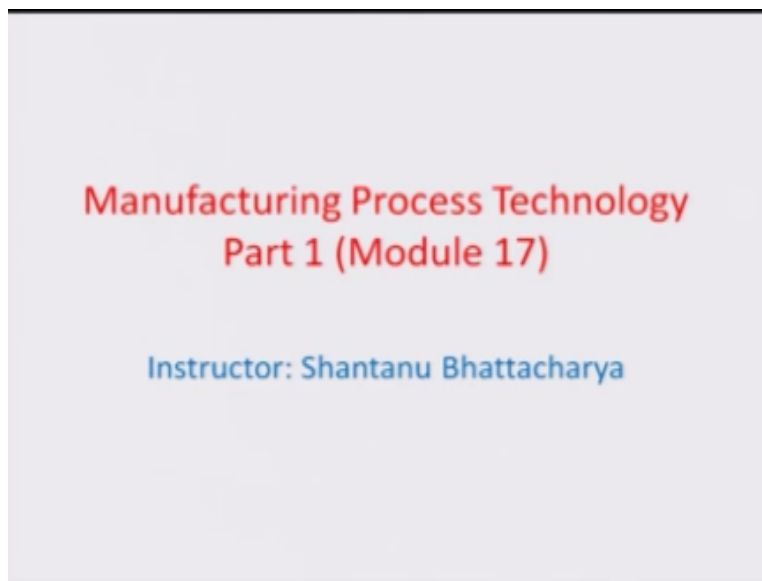 Manufacturing Process Technology
Part 1 (Module 17)
Instructor: Shantanu Bhattacharya